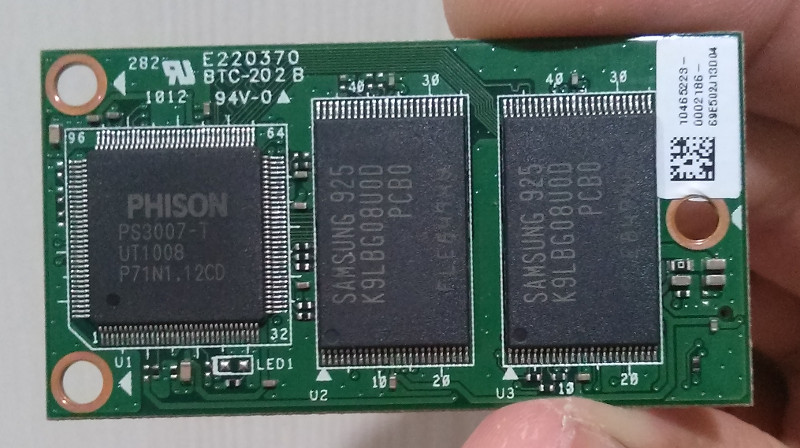 282 E220370
BTC-202 B
1012 94V-0
96 64
PHISON
PS3007-T
UT1008
P71N1.12CD
1 32
U1
LED1
40 30
SAMSUNG 925
K9LBG08U0D
PCB0
10 20
U2
40 30
SAMSUNG 925
K9LBG08U0D
PCB0
10 20
U3
10465223-
0002186-